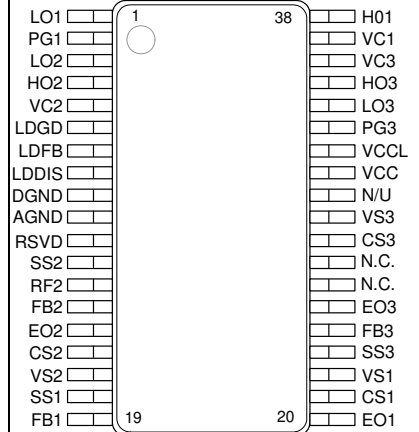 LO1 1 38 H01
PG1 VC1
LO2 VC3
HO2 HO3
VC2 LO3
LDGD PG3
LDFB VCCL
LDDIS VCC
DGND N/U
AGND VS3
RSVD CS3
SS2 N.C.
RF2 N.C.
FB2 EO3
EO2 FB3
CS2 SS3
VS2 VS1
SS1 CS1
FB1 19 20 EO1